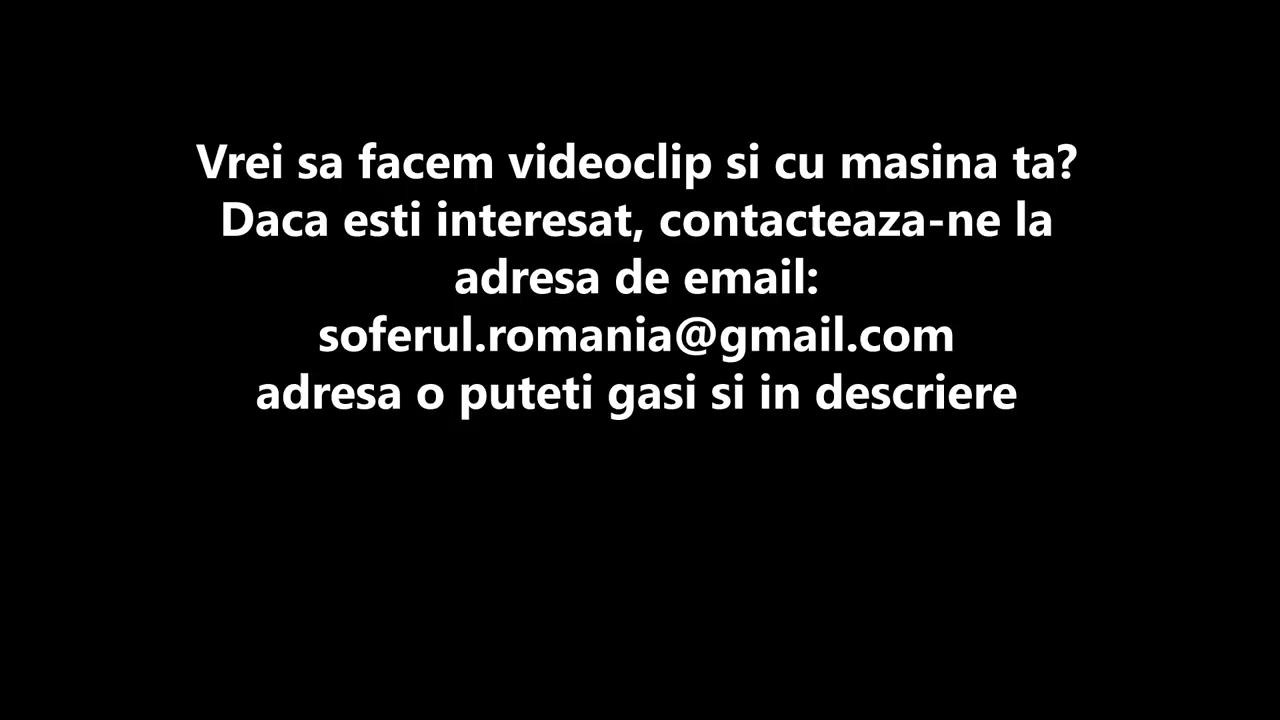 Vrei sa facem videoclip si cu masina ta?
Daca esti interesat, contacteaza-ne la
adresa de email:
soferul.romania@gmail.com
adresa o puteti gasi si in descriere